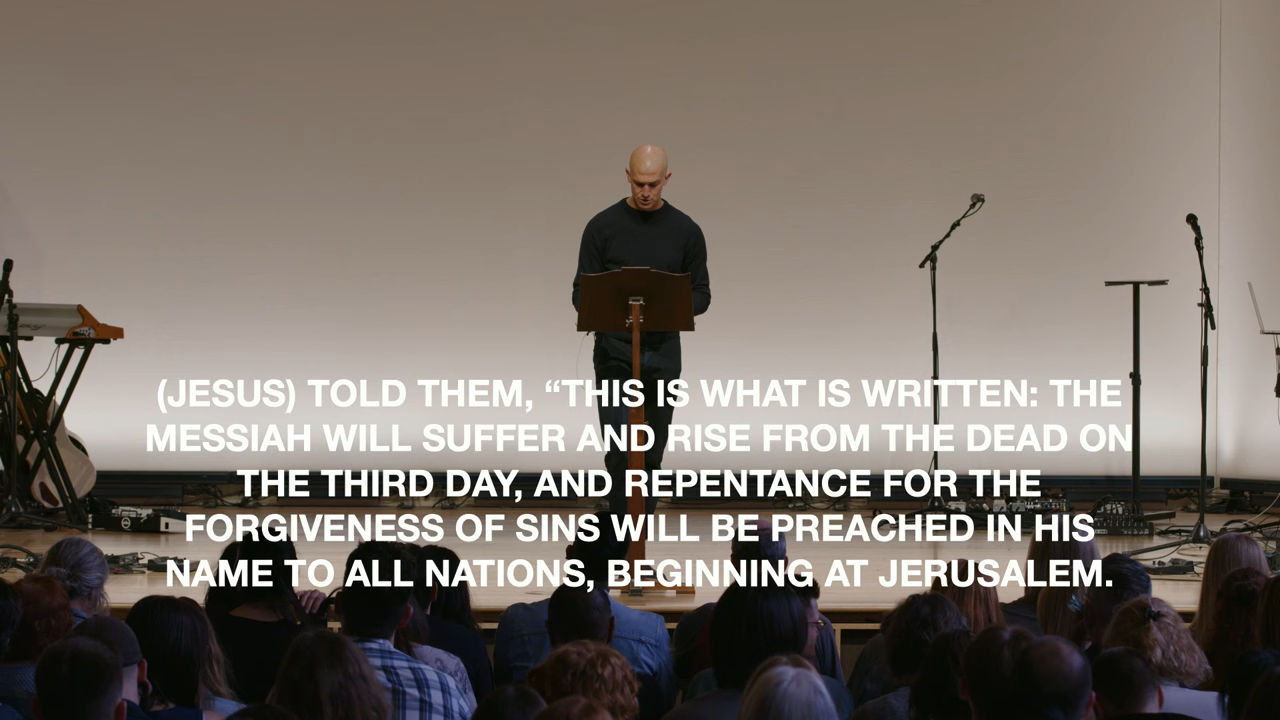 (JESUS) TOLD THEM, “THIS IS WHAT IS WRITTEN: THE
MESSIAH WILL SUFFER AND RISE FROM THE DEAD ON
THE THIRD DAY, AND REPENTANCE FOR THE
FORGIVENESS OF SINS WILL BE PREACHED IN HIS
NAME TO ALL NATIONS, BEGINNING AT JERUSALEM.